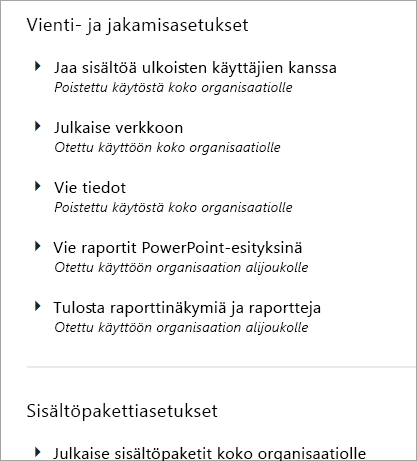 Vienti- ja jakamisasetukset
Jaa sisältöä ulkoisten käyttäjien kanssa
Poistettu käytöstä koko organisaatiolle
Julkaise verkkoon
Otettu käyttöön koko organisaatiolle
Vie tiedot
Poistettu käytöstä koko organisaatiolle
Vie raportit PowerPoint-esityksinä
Otettu käyttöön organisaation alijoukolle
Tulosta raporttinäkymiä ja raportteja
Otettu käyttöön organisaation alijoukolle
Sisältöpakettiasetukset
Julkaise sisältöpaketit koko organisaatiolle